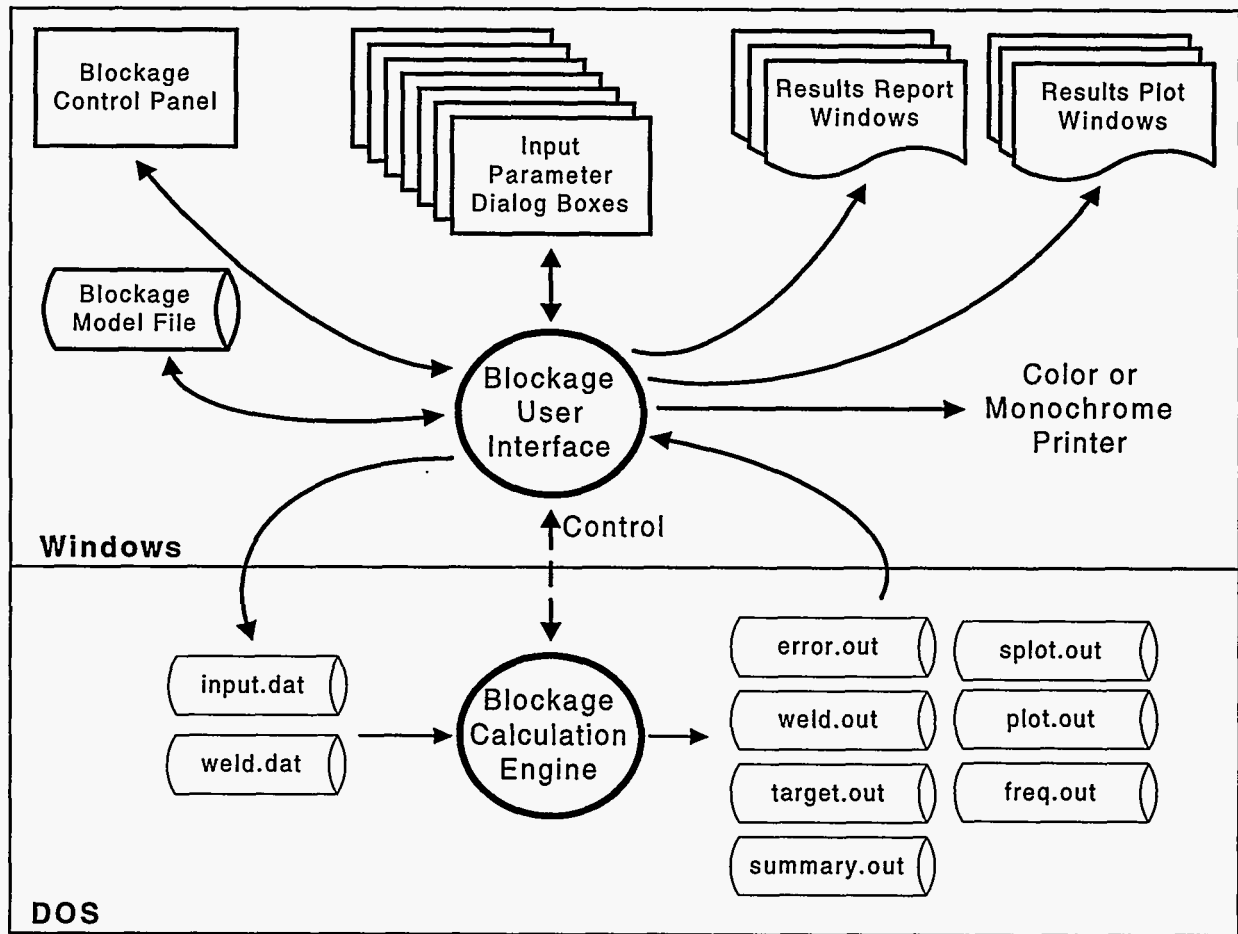 Blockage
Control Panel
Input
Parameter
Dialog Boxes
Results Report
Windows
Results Plot
Windows
Blockage
Model File
Blockage
User
Interface
Color or
Monochrome
Printer
Control
Windows
input.dat
weld.dat
Blockage
Calculation
Engine
error.out
splot.out
weld.out
plot.out
target.out
freq.out
summary.out
DOS